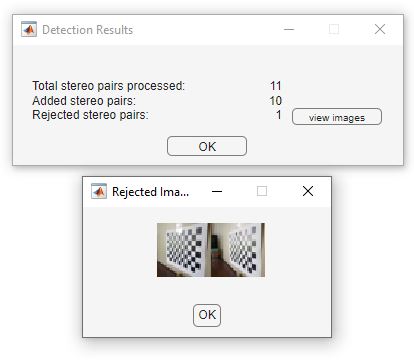 Detection Results
Total stereo pairs processed: 11
Added stereo pairs: 10
Rejected stereo pairs: 1 view images
OK
Rejected Ima...
OK